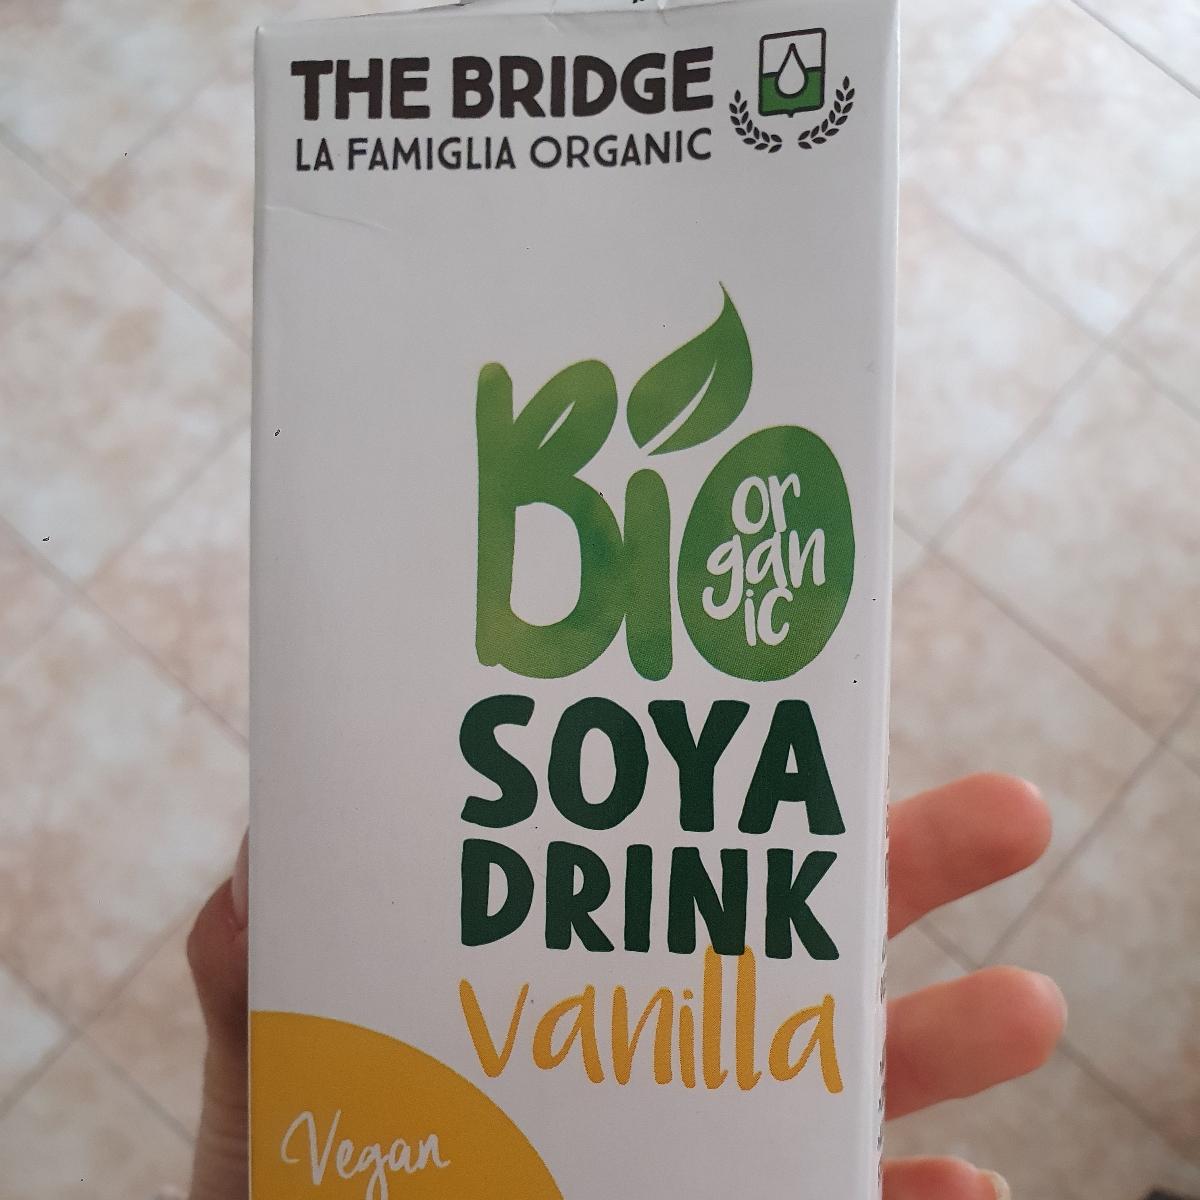 THE BRIDGE
LA FAMIGLIA ORGANIC
Bio
or
gan
ic
SOYA
DRINK
vanilla
Vegan